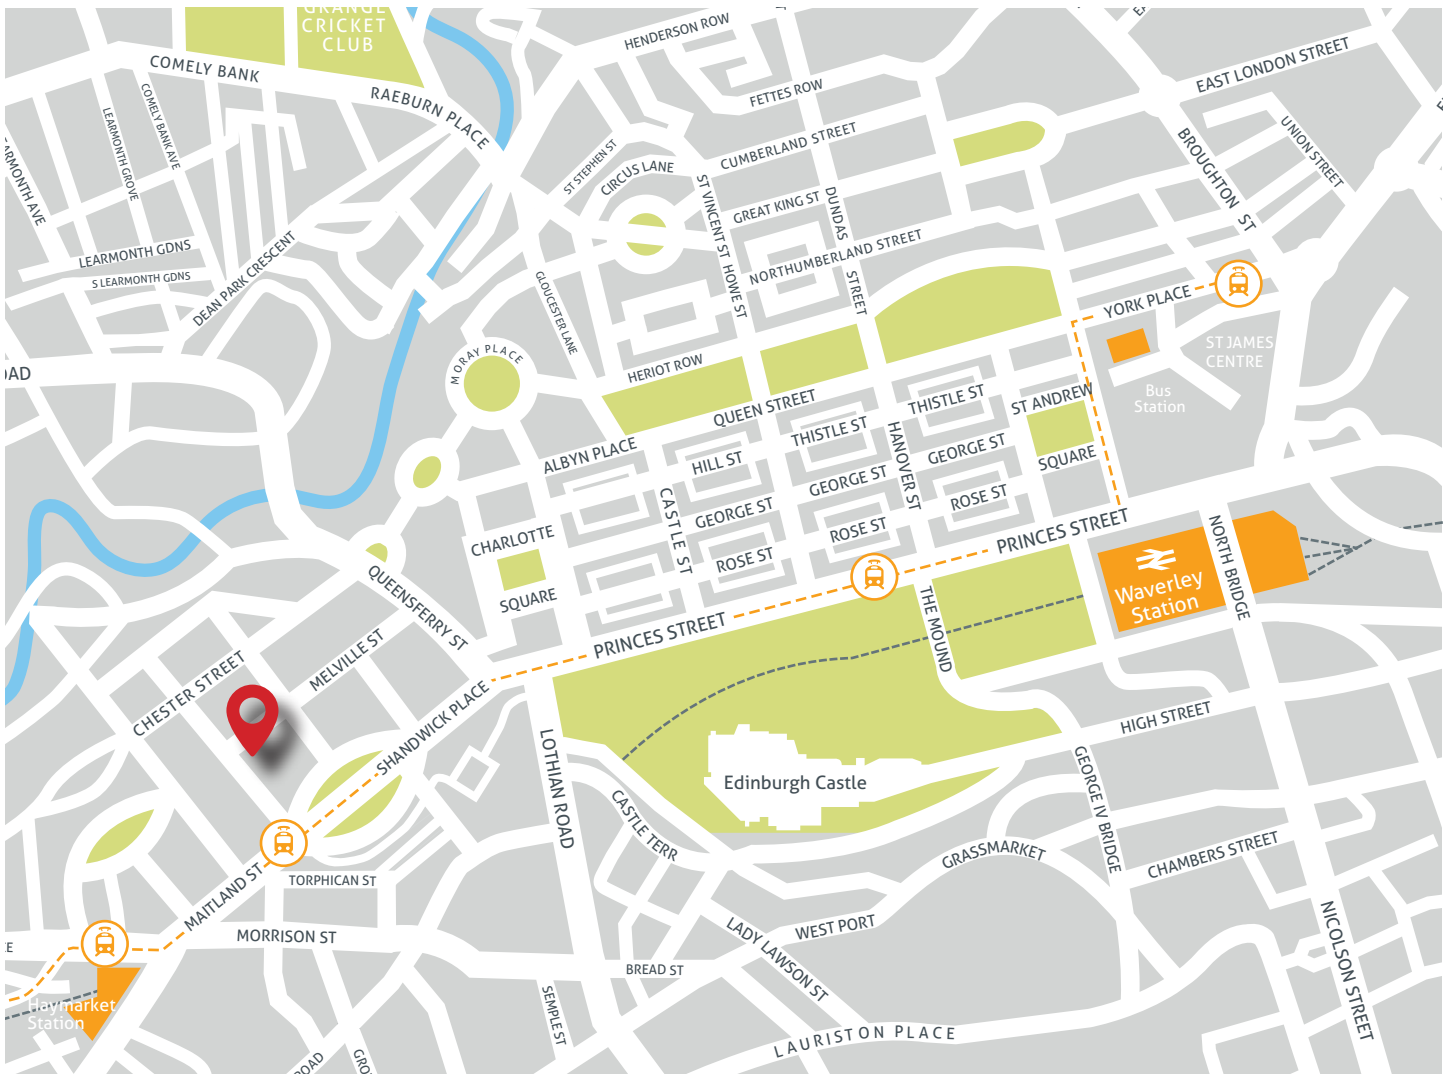 GRANGE
CRICKET
CLUB
HENDERSON ROW
COMELY BANK
RAEBURN PLACE
FETTES ROW
EAST LONDON STREET
COMELY BANK AVE
LEARMONTH GROVE
CUMBERLAND STREET
ST STEPHEN ST
CIRCUS LANE
UNION STREET
BROUGHTON ST
ST VINCENT ST
HOWE ST
DUNDAS
STREET
GREAT KING ST
NORTHUMBERLAND STREET
LEARMONTH GDNS
S LEARMONTH GDNS
DEAN PARK CRESCENT
GLOUCESTER LANE
YORK PLACE
ST JAMES
CENTRE
MORAY PLACE
HERIOT ROW
QUEEN STREET
Bus
Station
THISTLE ST
THISTLE ST
ST ANDREW
SQUARE
ALBYN PLACE
HILL ST
HANOVER ST
GEORGE ST
GEORGE ST
GEORGE ST
CASTLE ST
ROSE ST
ROSE ST
ROSE ST
CHARLOTTE
SQUARE
PRINCES STREET
PRINCES STREET
NORTH BRIDGE
Waverley
Station
QUEENSFERRY ST
THE MOUND
MELVILLE ST
CHESTER STREET
SHANDWICK PLACE
HIGH STREET
LOTHIAN ROAD
Edinburgh Castle
GEORGE IV BRIDGE
CASTLE TERR
GRASSMARKET
CHAMBERS STREET
TORPHICAN ST
MAITLAND ST
MORRISON ST
WEST PORT
LADY LAWSON ST
NICOLSON STREET
BREAD ST
SEMPLE ST
Haymarket
Station
LAURISTON PLACE
ROAD